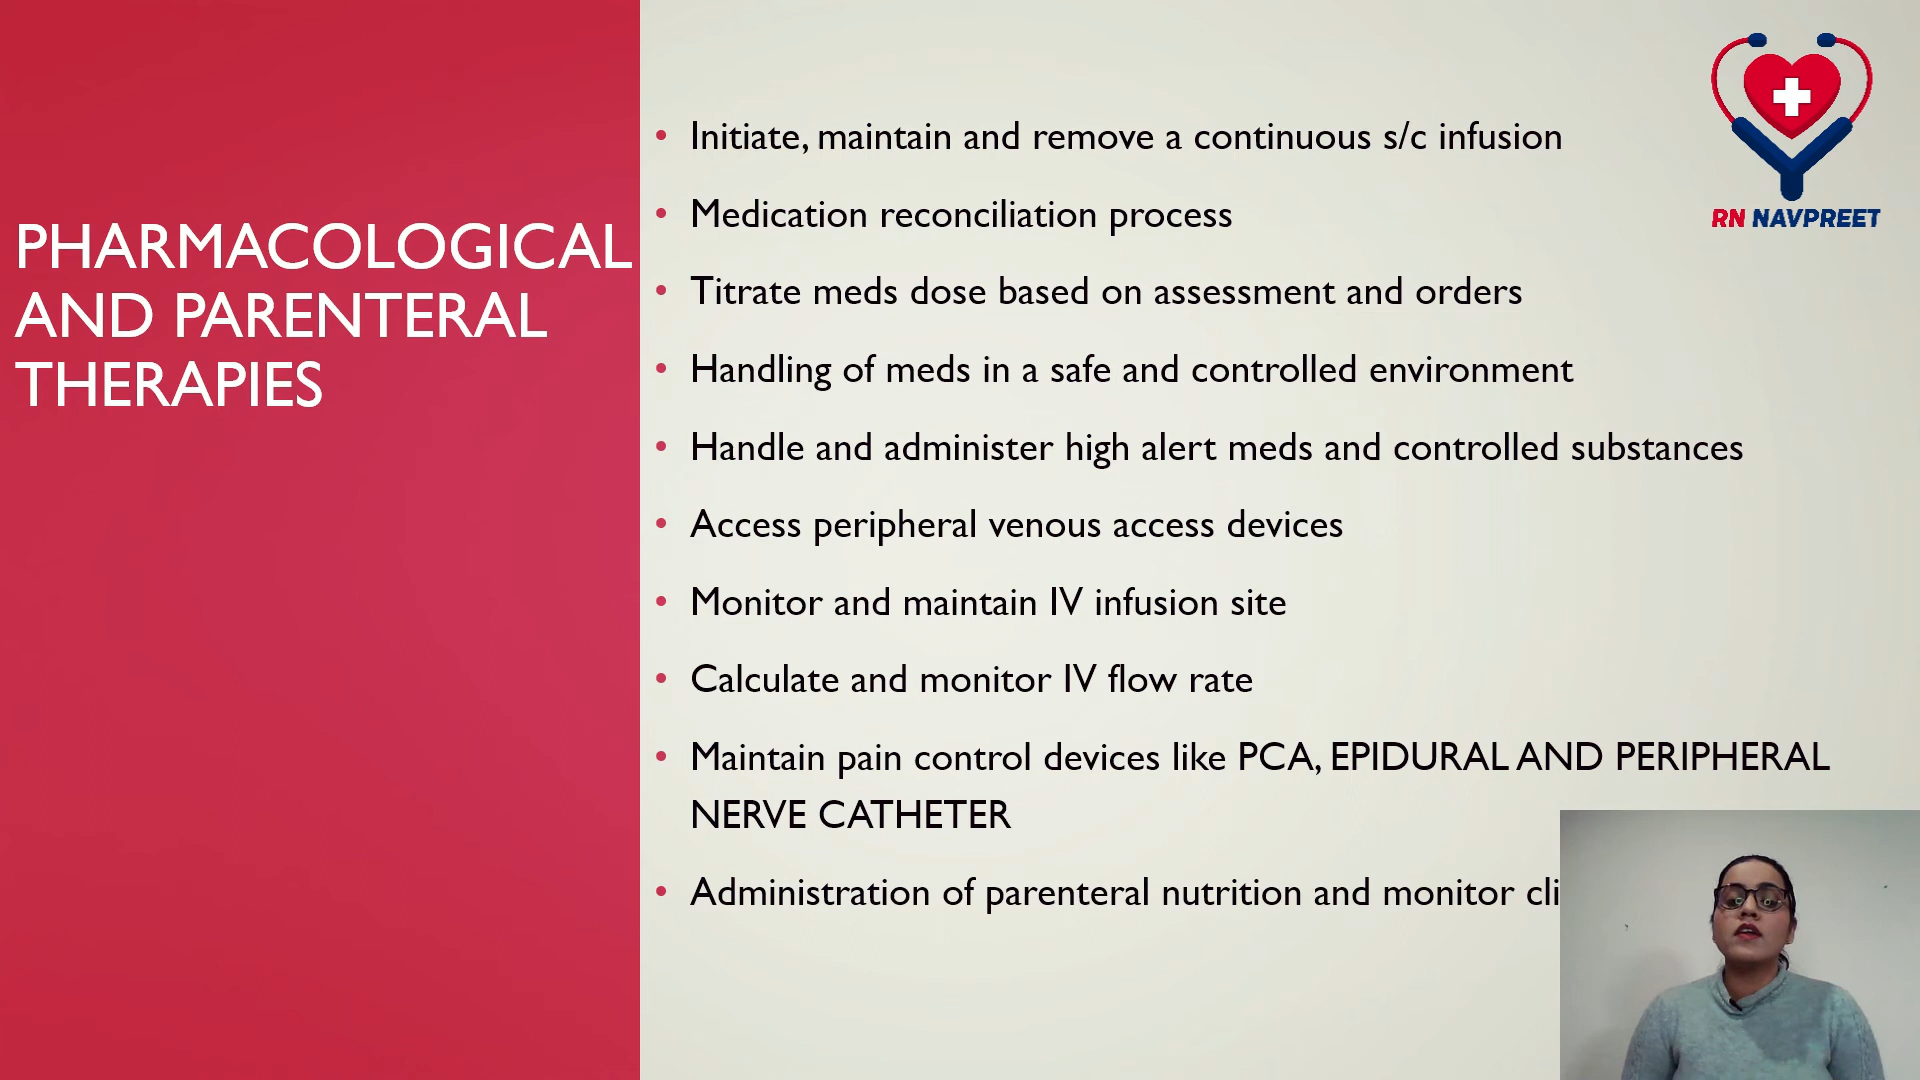 PHARMACOLOGICAL
AND PARENTERAL
THERAPIES
• Initiate, maintain and remove a continuous s/c infusion
• Medication reconciliation process
• Titrate meds dose based on assessment and orders
• Handling of meds in a safe and controlled environment
• Handle and administer high alert meds and controlled substances
• Access peripheral venous access devices
• Monitor and maintain IV infusion site
• Calculate and monitor IV flow rate
• Maintain pain control devices like PCA, EPIDURAL AND PERIPHERAL
NERVE CATHETER
• Administration of parenteral nutrition and monitor
RN NAVPREET